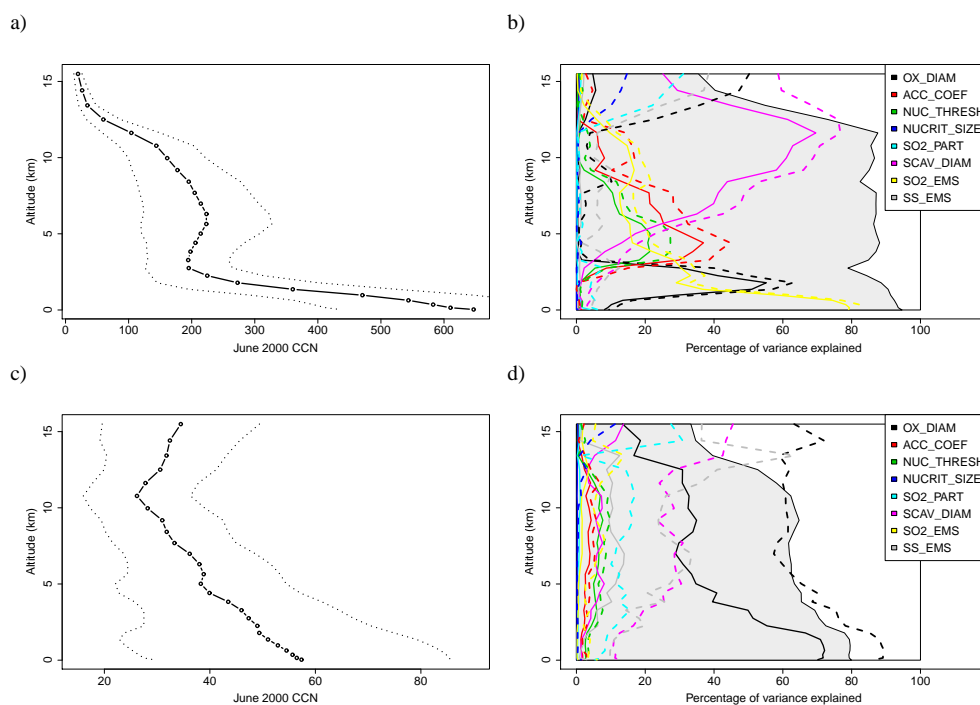 a)
b)
0
5
10
15
Altitude (km)
0 100 200 300 400 500 600
June 2000 CCN
0
5
10
15
Altitude (km)
0 20 40 60 80 100
Percentage of variance explained
OX_DIAM
ACC_COEF
NUC_THRESH
NUCRIT_SIZE
SO2_PART
SCAV_DIAM
SO2_EMS
SS_EMS
c)
d)
0
5
10
15
Altitude (km)
20 40 60 80
June 2000 CCN
0
5
10
15
Altitude (km)
0 20 40 60 80 100
Percentage of variance explained
OX_DIAM
ACC_COEF
NUC_THRESH
NUCRIT_SIZE
SO2_PART
SCAV_DIAM
SO2_EMS
SS_EMS